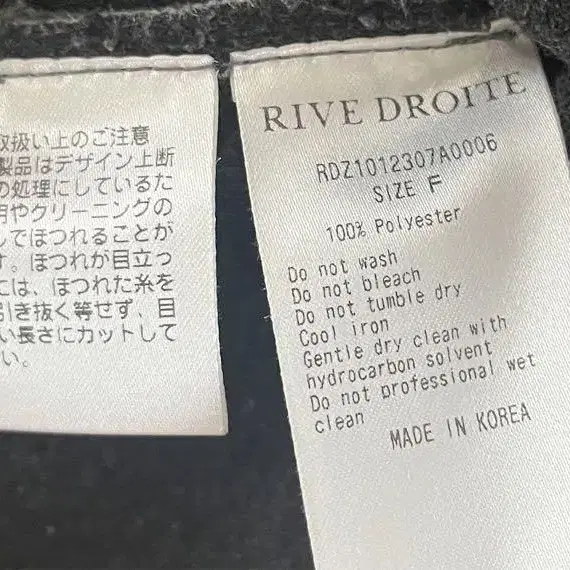 取扱い上のご注意
製品はデザイン上断
の処理にしているた
用やクリーニングの
してほつれることが
す。ほつれが目立っ
には、ほつれた糸を
引き抜く等せず、目
い長さにカットして
い。
RIVE DROITE
RDZ1012307A0006
SIZE F
100% Polyester
Do not wash
Do not bleach
Do not tumble dry
Cool iron
Gentle dry clean with
hydrocarbon solvent
Do not professional wet
clean
MADE IN KOREA